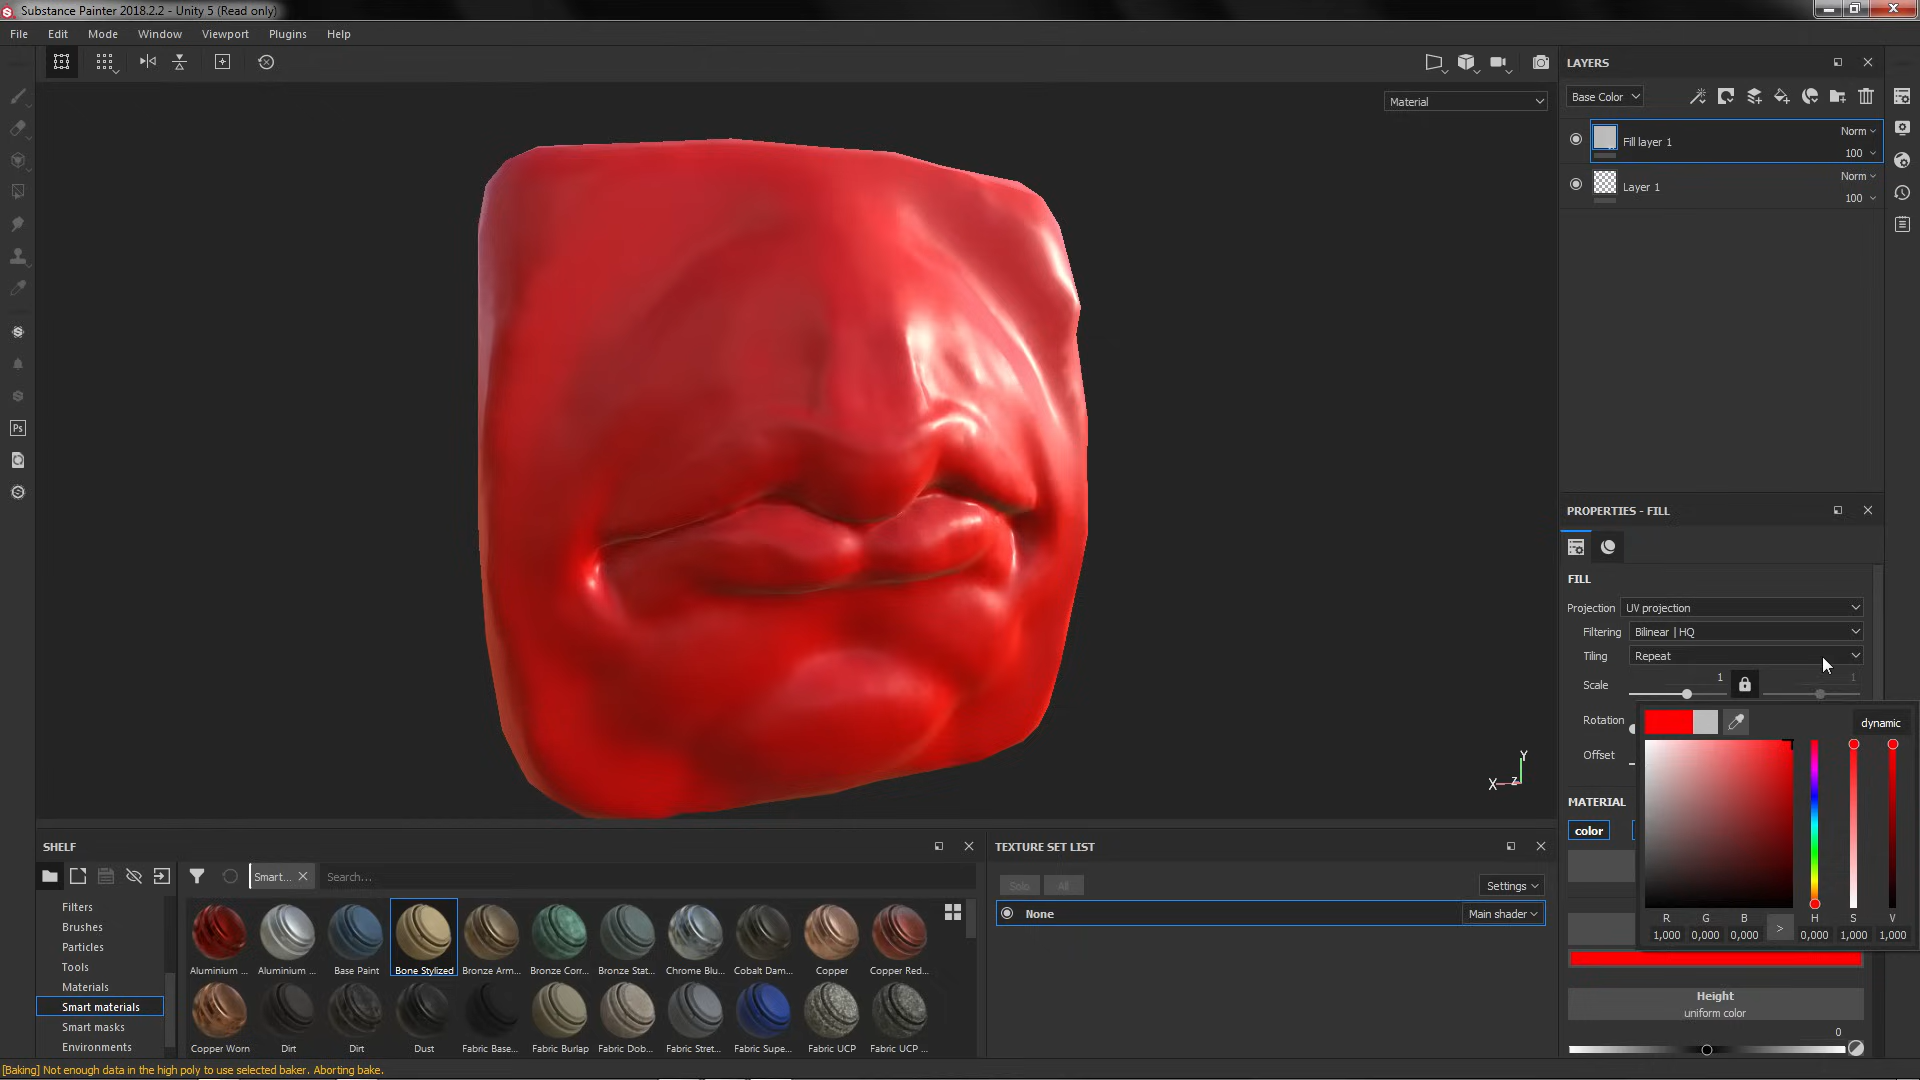 Substance Painter 2018.2.2 - Unity 5 (Read only)
File Edit Mode Window Viewport Plugins Help
Material
LAYERS
Base Color
Fill layer 1
Norm
100
Layer 1
Norm
100
PROPERTIES - FILL
FILL
Projection UV projection
Filtering Bilinear | HQ
Tiling Repeat
Scale 1 1
Rotation
Offset
dynamic
MATERIAL
color
R G B H S V
1,000 0,000 0,000 > 0,000 1,000 1,000
Height
uniform color
0
Y
X Z
Ps
SHELF
Smart... Search...
Filters
Brushes
Particles
Tools
Materials
Smart materials
Smart masks
Environments
Aluminium ... Aluminium ... Base Paint Bone Stylized Bronze Arm... Bronze Corr... Bronze Stat... Chrome Blu... Cobalt Dam... Copper Copper Red...
Copper Worn Dirt Dirt Dust Fabric Base... Fabric Burlap Fabric Dob... Fabric Stret... Fabric Supe... Fabric UCP Fabric UCP ...
TEXTURE SET LIST
Solo All
Settings
None
Main shader
[Baking] Not enough data in the high poly to use selected baker. Aborting bake.